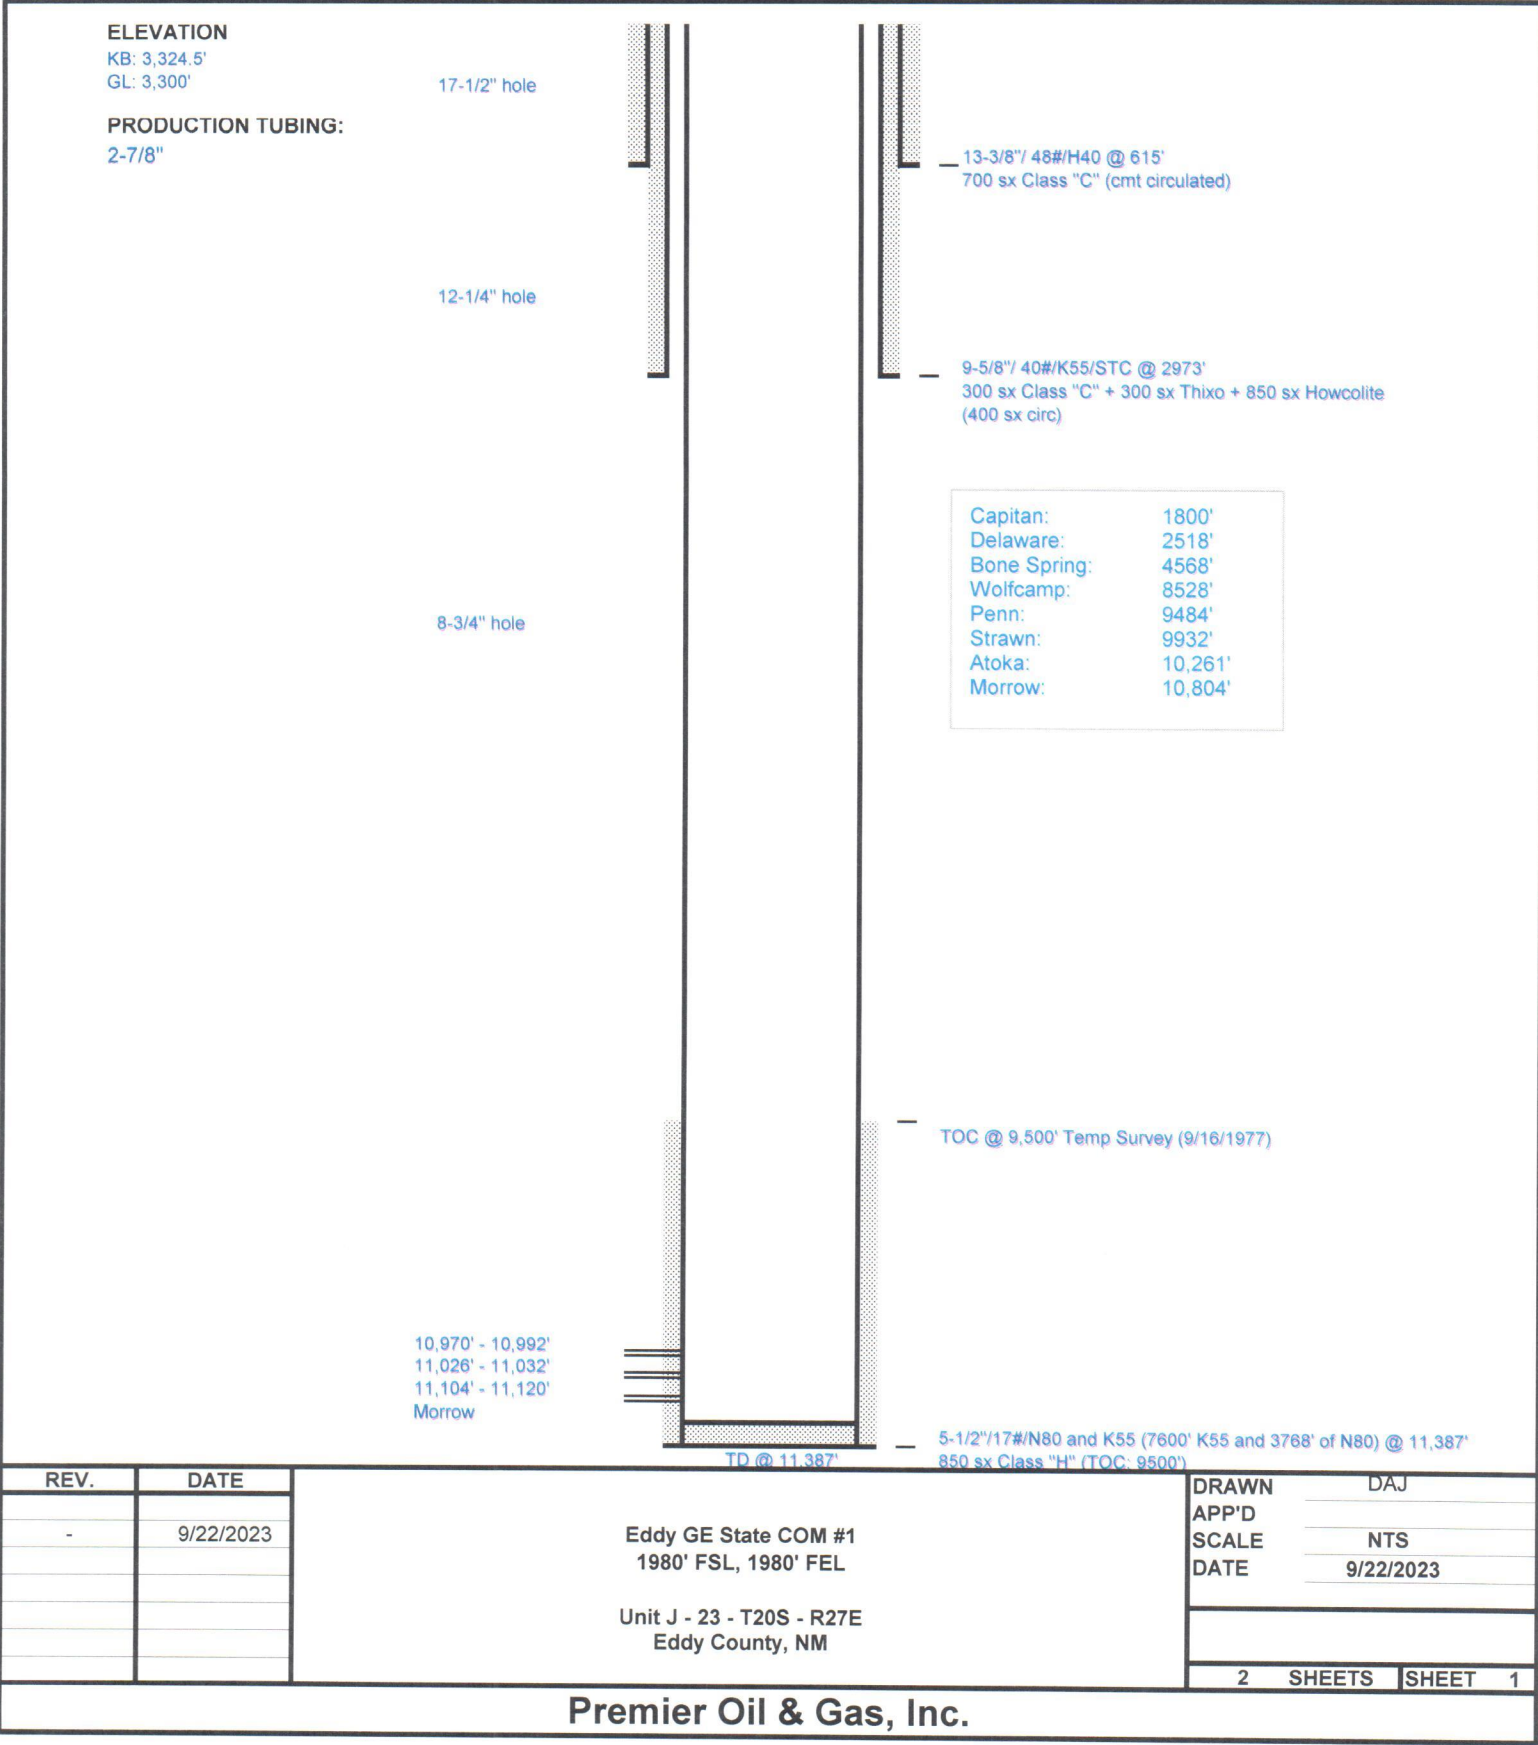 ELEVATION
KB: 3,324.5'
GL: 3,300'
17-1/2" hole
PRODUCTION TUBING:
2-7/8"
13-3/8"/ 48#/H40 @ 615'
700 sx Class "C" (cmt circulated)
12-1/4" hole
9-5/8"/ 40#/K55/STC @ 2973'
300 sx Class "C" + 300 sx Thixo + 850 sx Howcolite
(400 sx circ)
Capitan: 1800'
Delaware: 2518'
Bone Spring: 4568'
Wolfcamp: 8528'
Penn: 9484'
Strawn: 9932'
Atoka: 10,261'
Morrow: 10,804'
8-3/4" hole
TOC @ 9,500' Temp Survey (9/16/1977)
10,970' - 10,992'
11,026' - 11,032'
11,104' - 11,120'
Morrow
5-1/2"/17#/N80 and K55 (7600' K55 and 3768' of N80) @ 11,387'
850 sx Class "H" (TOC: 9500')
TD @ 11,387'
REV. DATE
- 9/22/2023
Eddy GE State COM #1
1980' FSL, 1980' FEL
Unit J - 23 - T20S - R27E
Eddy County, NM
DRAWN DAJ
APP'D
SCALE NTS
DATE 9/22/2023
2 SHEETS SHEET 1
Premier Oil & Gas, Inc.